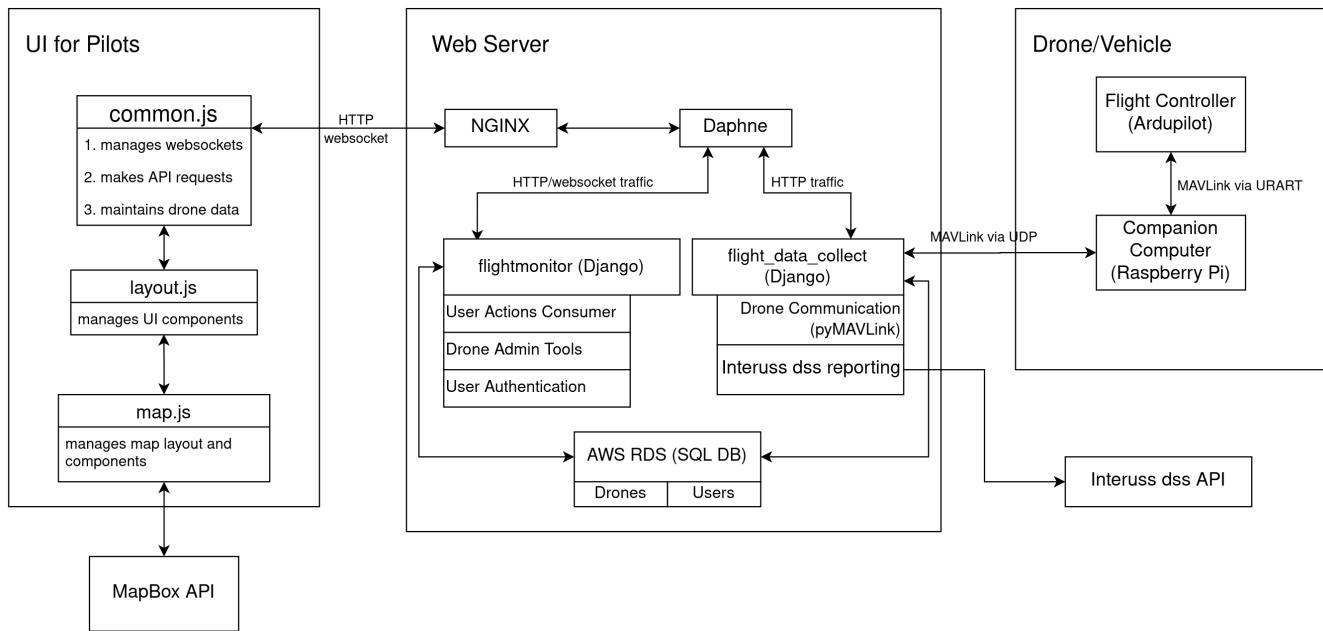 UI for Pilots
common.js
1. manages websockets
2. makes API requests
3. maintains drone data
layout.js
manages UI components
map.js
manages map layout and
components
MapBox API
HTTP
websocket
Web Server
NGINX
Daphne
HTTP/websocket traffic
HTTP traffic
flightmonitor (Django)
User Actions Consumer
Drone Admin Tools
User Authentication
flight_data_collect
(Django)
Drone Communication
(pyMAVLink)
Interuss dss reporting
AWS RDS (SQL DB)
Drones
Users
MAVLink via UDP
Drone/Vehicle
Flight Controller
(Ardupilot)
MAVLink via URART
Companion
Computer
(Raspberry Pi)
Interuss dss API